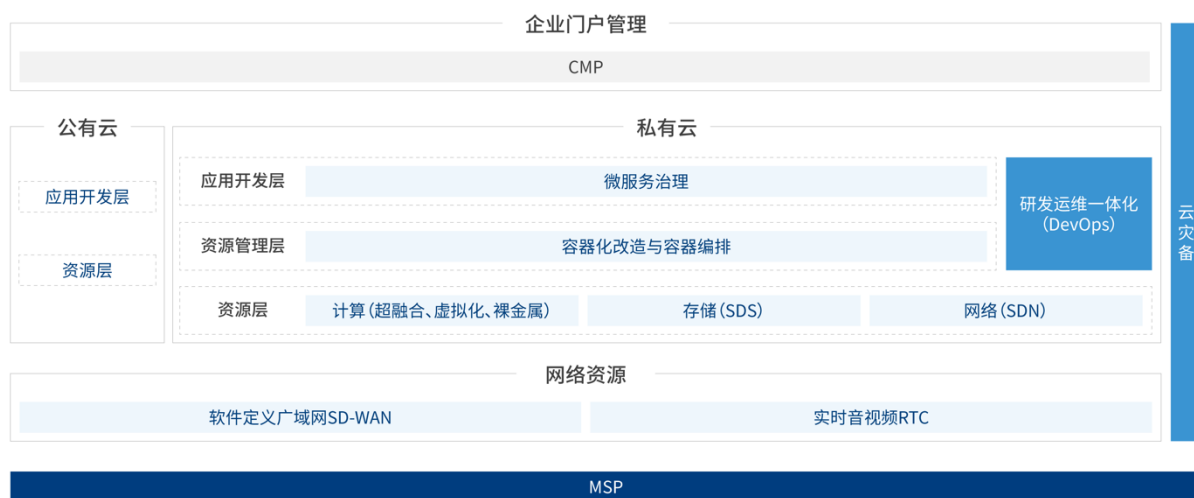 企业门户管理
CMP
公有云
应用开发层
资源层
私有云
应用开发层
微服务治理
资源管理层
容器化改造与容器编排
研发运维一体化
（DevOps）
资源层
计算（超融合、虚拟化、裸金属）
存储（SDS）
网络（SDN）
网络资源
软件定义广域网SD-WAN
实时音视频RTC
云
灾
备
MSP